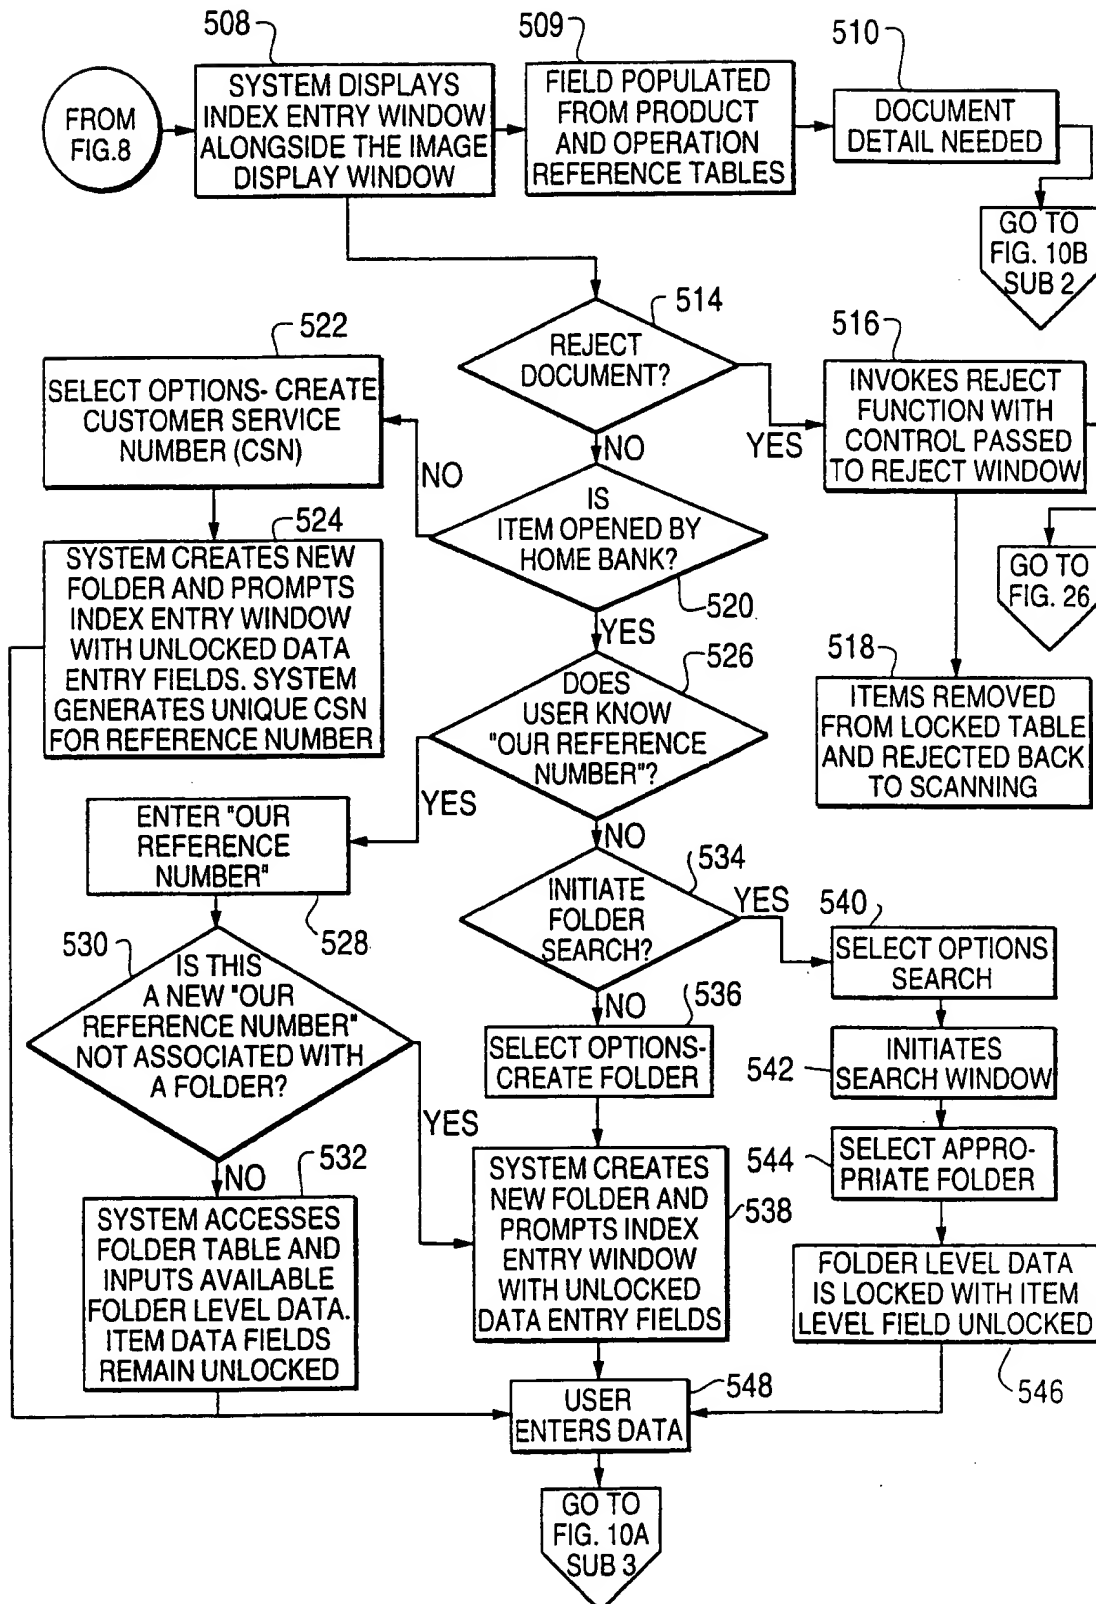 508
509
510
FROM
FIG.8
SYSTEM DISPLAYS
INDEX ENTRY WINDOW
ALONGSIDE THE IMAGE
DISPLAY WINDOW
FIELD POPULATED
FROM PRODUCT
AND OPERATION
REFERENCE TABLES
DOCUMENT
DETAIL NEEDED
GO TO
FIG. 10B
SUB 2
514
REJECT
DOCUMENT?
YES
NO
516
INVOKES REJECT
FUNCTION WITH
CONTROL PASSED
TO REJECT WINDOW
GO TO
FIG. 26
518
ITEMS REMOVED
FROM LOCKED TABLE
AND REJECTED BACK
TO SCANNING
522
SELECT OPTIONS- CREATE
CUSTOMER SERVICE
NUMBER (CSN)
NO
IS
ITEM OPENED BY
HOME BANK?
520
YES
524
SYSTEM CREATES NEW
FOLDER AND PROMPTS
INDEX ENTRY WINDOW
WITH UNLOCKED DATA
ENTRY FIELDS. SYSTEM
GENERATES UNIQUE CSN
FOR REFERENCE NUMBER
526
DOES
USER KNOW
"OUR REFERENCE
NUMBER"?
YES
NO
ENTER "OUR
REFERENCE
NUMBER"
528
534
INITIATE
FOLDER
SEARCH?
YES
NO
540
SELECT OPTIONS
SEARCH
530
IS THIS
A NEW "OUR
REFERENCE NUMBER"
NOT ASSOCIATED WITH
A FOLDER?
YES
NO
536
SELECT OPTIONS-
CREATE FOLDER
542
INITIATES
SEARCH WINDOW
544
SELECT APPRO-
PRIATE FOLDER
532
SYSTEM ACCESSES
FOLDER TABLE AND
INPUTS AVAILABLE
FOLDER LEVEL DATA.
ITEM DATA FIELDS
REMAIN UNLOCKED
SYSTEM CREATES
NEW FOLDER AND
PROMPTS INDEX
ENTRY WINDOW
WITH UNLOCKED
DATA ENTRY FIELDS
538
FOLDER LEVEL DATA
IS LOCKED WITH ITEM
LEVEL FIELD UNLOCKED
546
548
USER
ENTERS DATA
GO TO
FIG. 10A
SUB 3